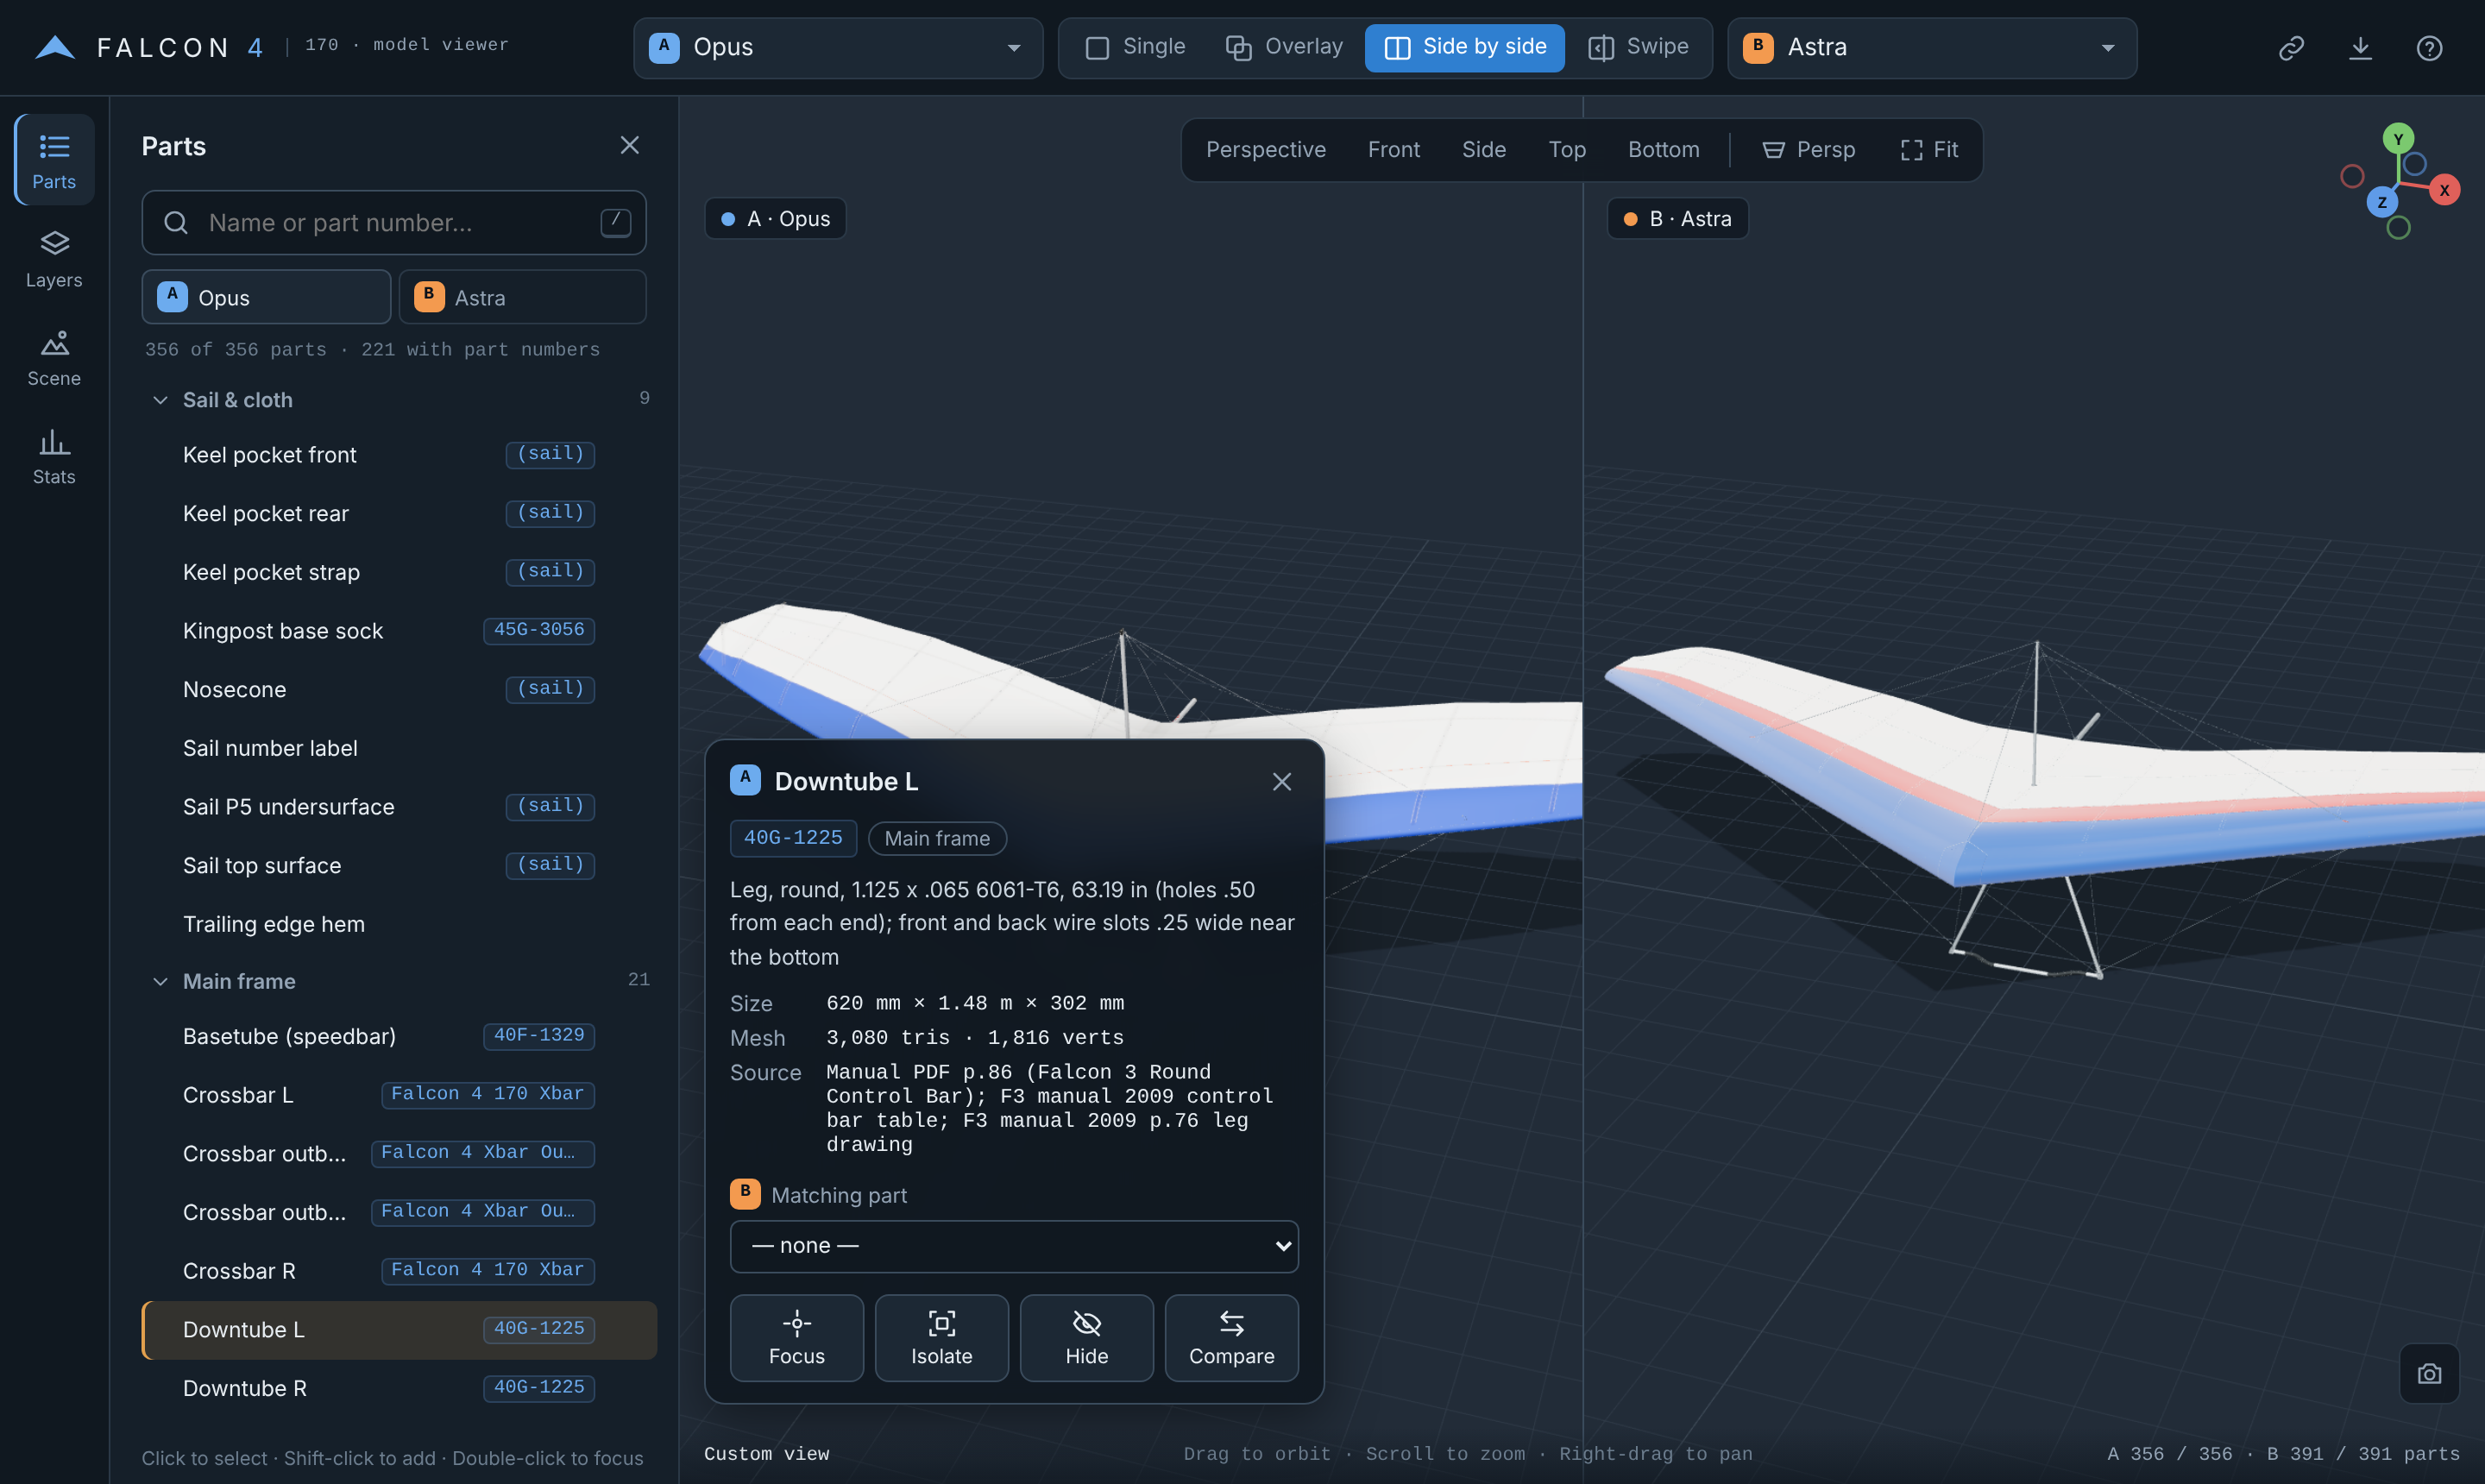 FALCON 4 170 · model viewer
A Opus
Single Overlay Side by side Swipe
B Astra
Parts
Layers
Scene
Stats
Parts
Name or part number... /
A Opus B Astra
356 of 356 parts · 221 with part numbers
Sail & cloth 9
Keel pocket front (sail)
Keel pocket rear (sail)
Keel pocket strap (sail)
Kingpost base sock 45G-3056
Nosecone (sail)
Sail number label
Sail P5 undersurface (sail)
Sail top surface (sail)
Trailing edge hem
Main frame 21
Basetube (speedbar) 40F-1329
Crossbar L Falcon 4 170 Xbar
Crossbar outb... Falcon 4 Xbar Ou...
Crossbar outb... Falcon 4 Xbar Ou...
Crossbar R Falcon 4 170 Xbar
Downtube L 40G-1225
Downtube R 40G-1225
Click to select · Shift-click to add · Double-click to focus
Perspective Front Side Top Bottom Persp Fit
A · Opus
B · Astra
Y
X
Z
A Downtube L
40G-1225 Main frame
Leg, round, 1.125 x .065 6061-T6, 63.19 in (holes .50
from each end); front and back wire slots .25 wide near
the bottom
Size 620 mm × 1.48 m × 302 mm
Mesh 3,080 tris · 1,816 verts
Source Manual PDF p.86 (Falcon 3 Round
Control Bar); F3 manual 2009 control
bar table; F3 manual 2009 p.76 leg
drawing
B Matching part
— none —
Focus Isolate Hide Compare
Custom view
Drag to orbit · Scroll to zoom · Right-drag to pan
A 356 / 356 · B 391 / 391 parts